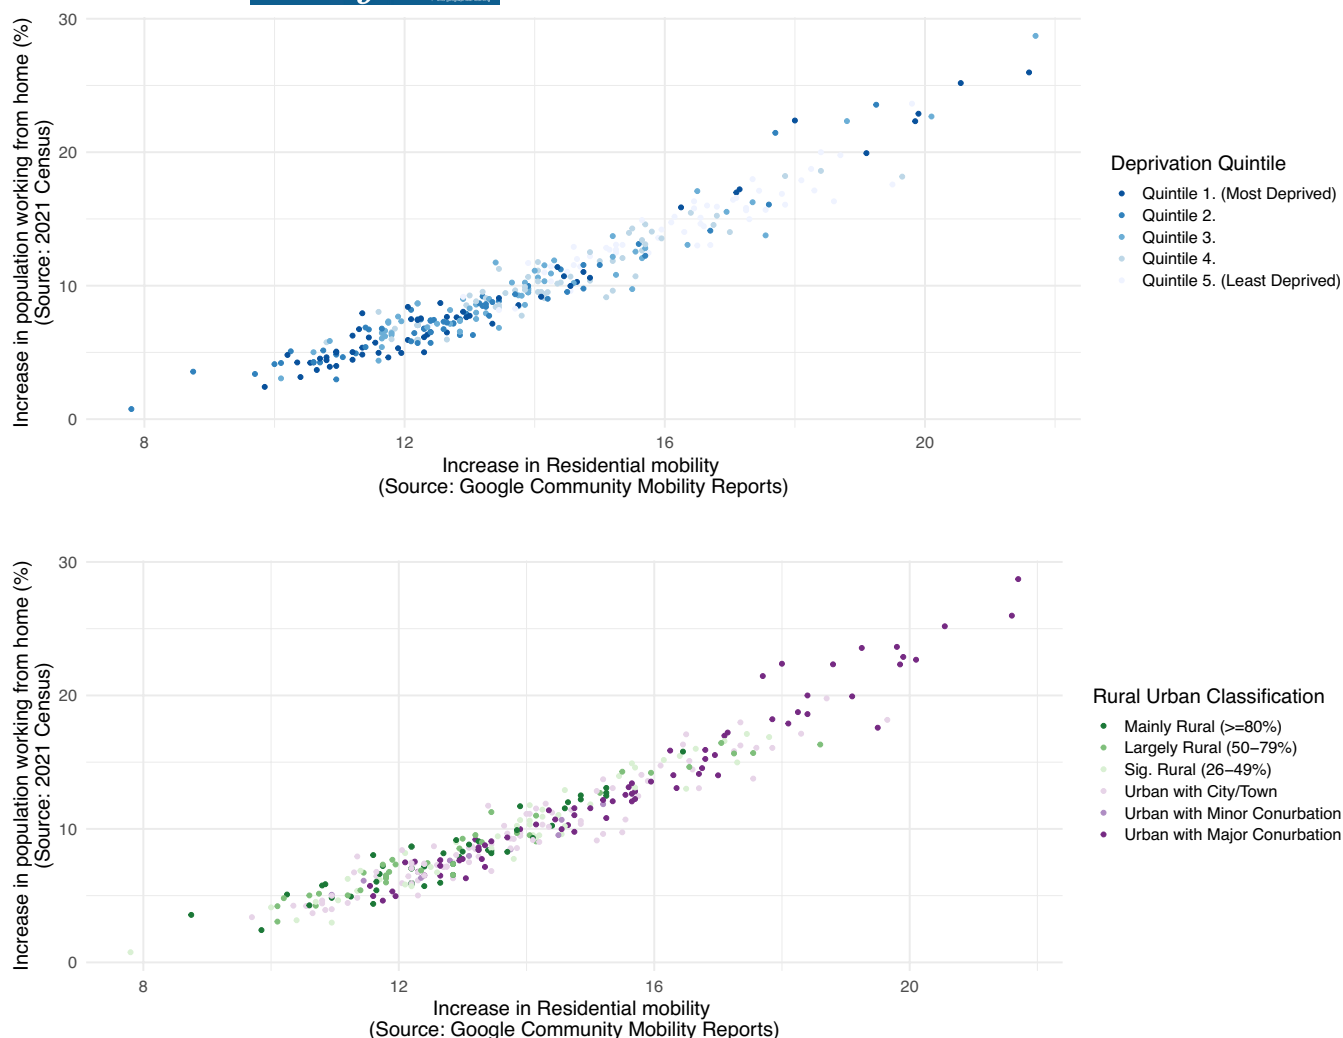 30
20
10
0
Increase in population working from home (%)
(Source: 2021 Census)
8
12
16
20
Increase in Residential mobility
(Source: Google Community Mobility Reports)
Deprivation Quintile
Quintile 1. (Most Deprived)
Quintile 2.
Quintile 3.
Quintile 4.
Quintile 5. (Least Deprived)
30
20
10
0
Increase in population working from home (%)
(Source: 2021 Census)
8
12
16
20
Increase in Residential mobility
(Source: Google Community Mobility Reports)
Rural Urban Classification
Mainly Rural (>=80%)
Largely Rural (50−79%)
Sig. Rural (26−49%)
Urban with City/Town
Urban with Minor Conurbation
Urban with Major Conurbation